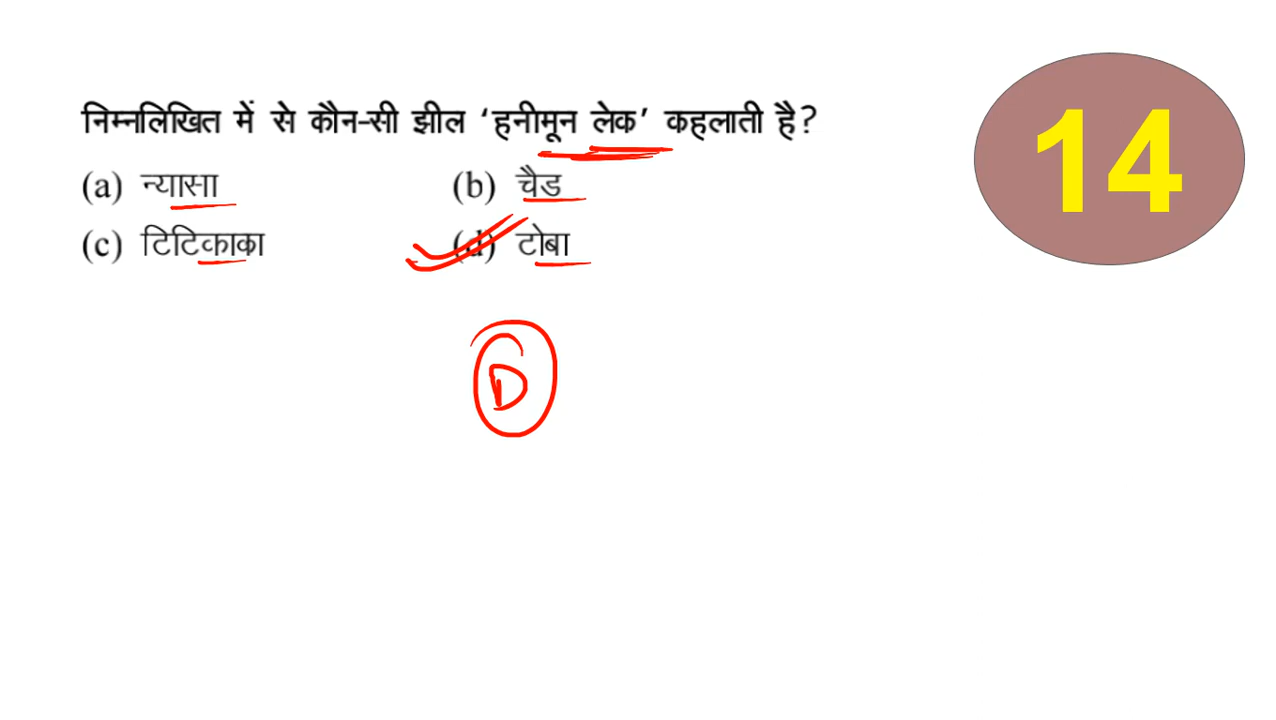 निम्नलिखित में से कौन-सी झील ‘हनीमून लेक’ कहलाती है?
14
(a) न्यासा (b) चैड
(c) टिटिकाका (d) टोबा
D